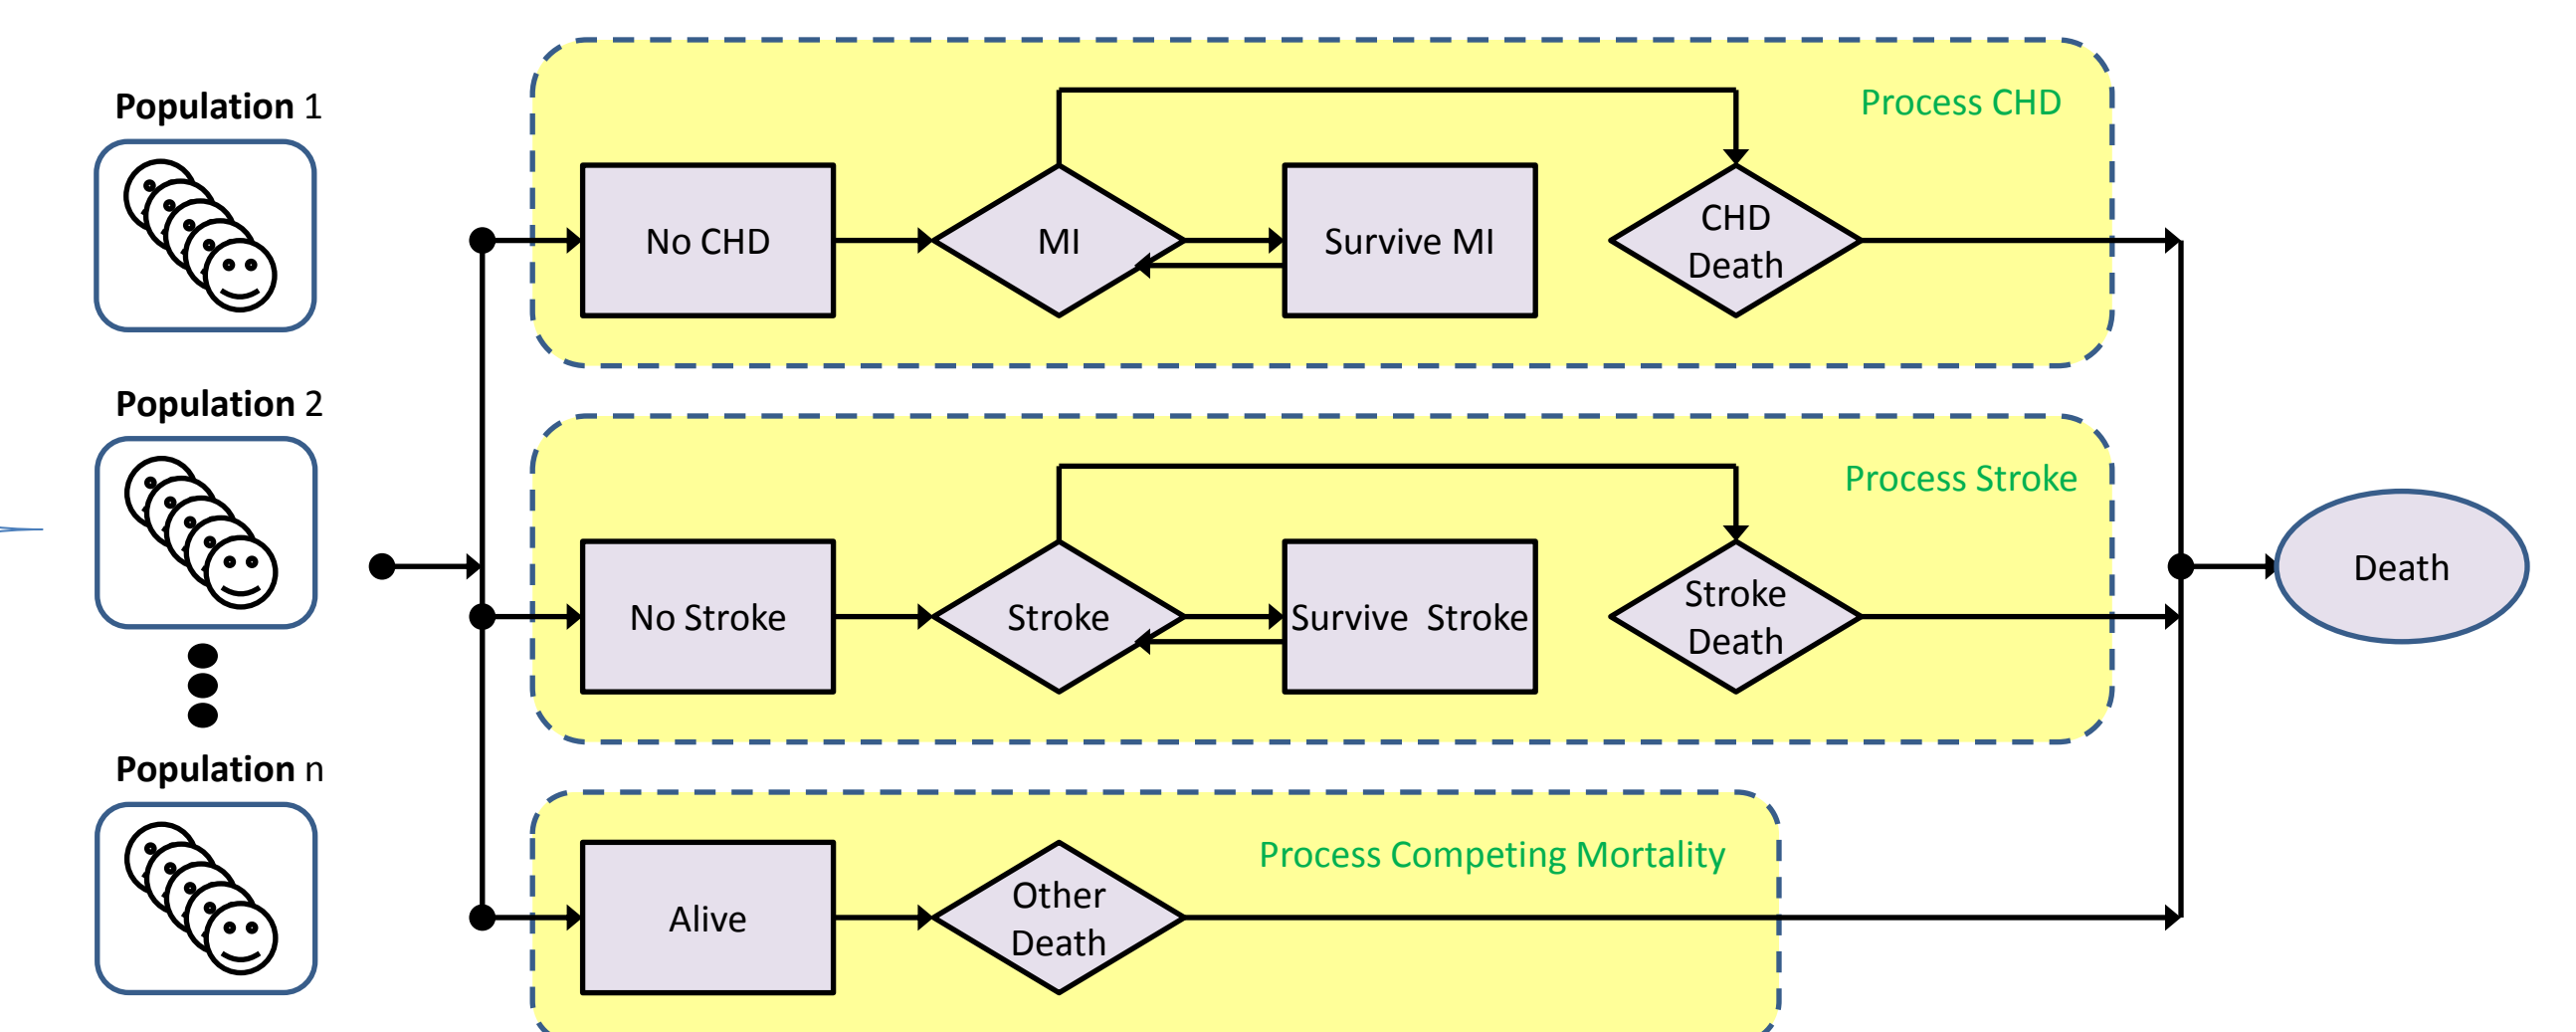 Population 1
Population 2
Population n
Process CHD
No CHD
MI
Survive MI
CHD
Death
Process Stroke
No Stroke
Stroke
Survive Stroke
Stroke
Death
Process Competing Mortality
Alive
Other
Death
Death